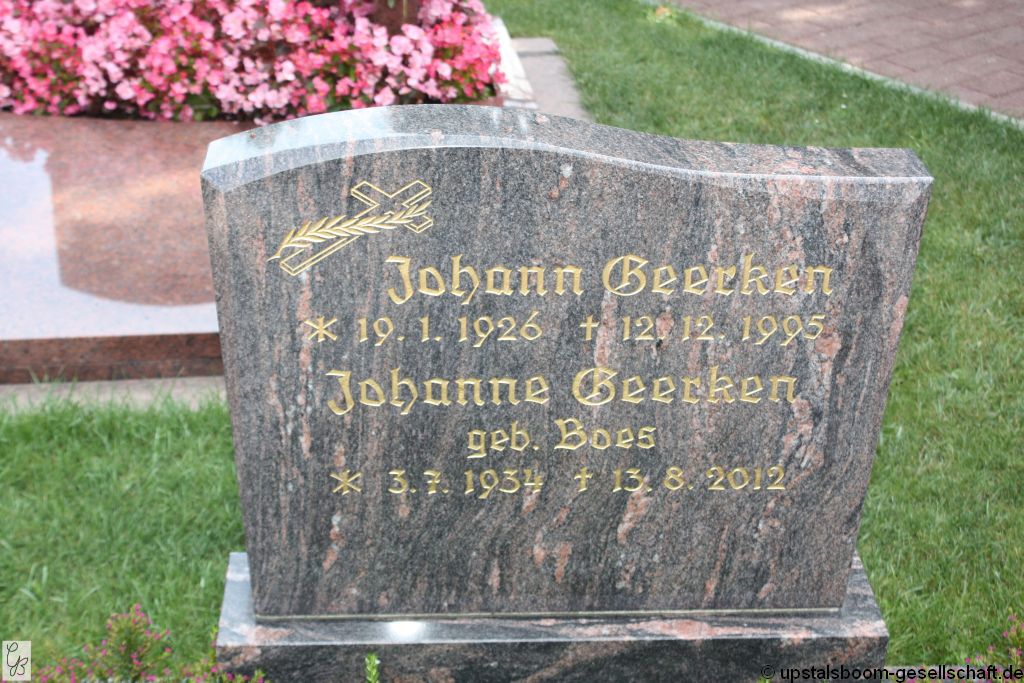 Johann Geerken
* 19. 1. 1926 † 12. 12. 1995
Johanne Geerken
geb. Boes
* 3. 7. 1934 † 13. 8. 2012
© upstalsboom-gesellschaft.de